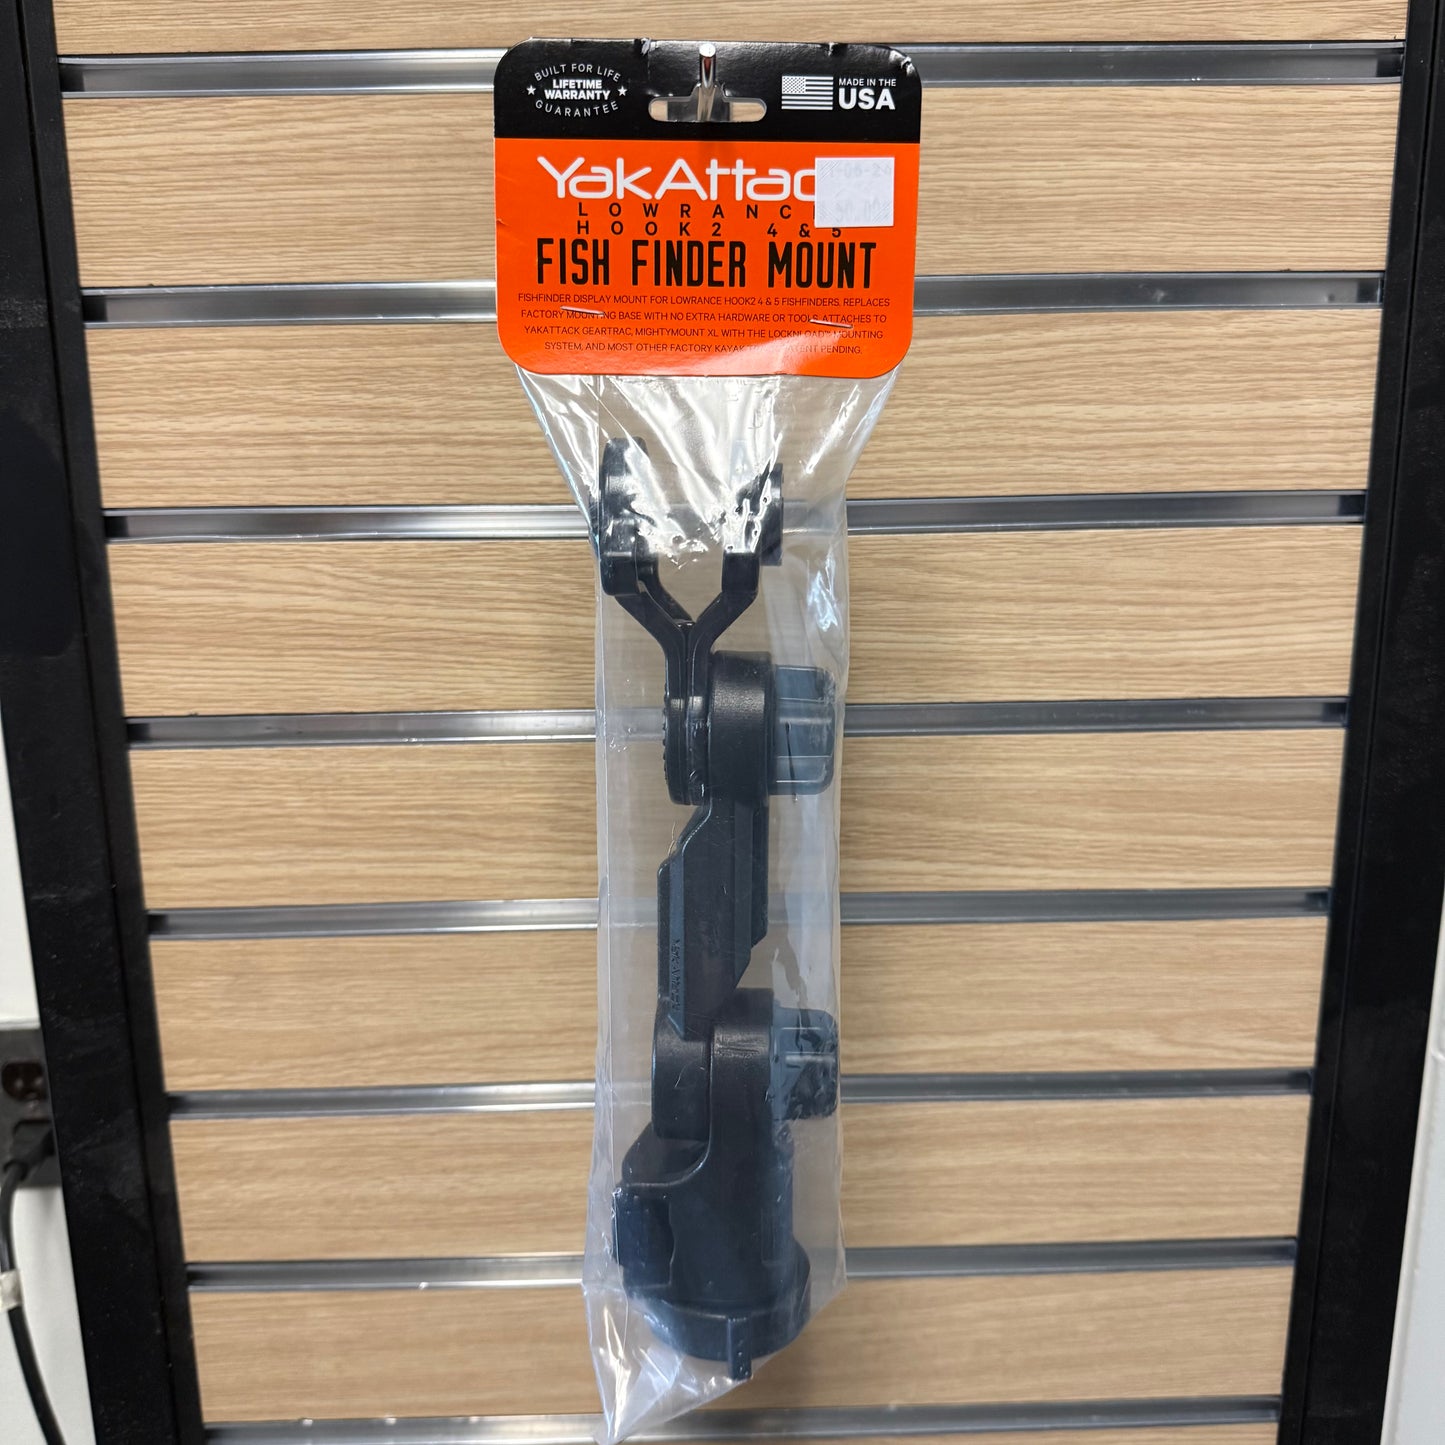 BUILT FOR LIFE
LIFETIME
WARRANTY
GUARANTEE
MADE IN THE
USA
YakAttac
LOWRANC
HOOK2 4 & 5
FISH FINDER MOUNT
FISHFINDER DISPLAY MOUNT FOR LOWRANCE HOOK2 4 & 5 FISHFINDERS. REPLACES
FACTORY MOUNTING BASE WITH NO EXTRA HARDWARE OR TOOLS. ATTACHES TO
YAKATTACK GEARTRAC, MIGHTYMOUNT XL WITH THE LOCKNLOAD™ MOUNTING
SYSTEM, AND MOST OTHER FACTORY KAYAK PATENT PENDING.